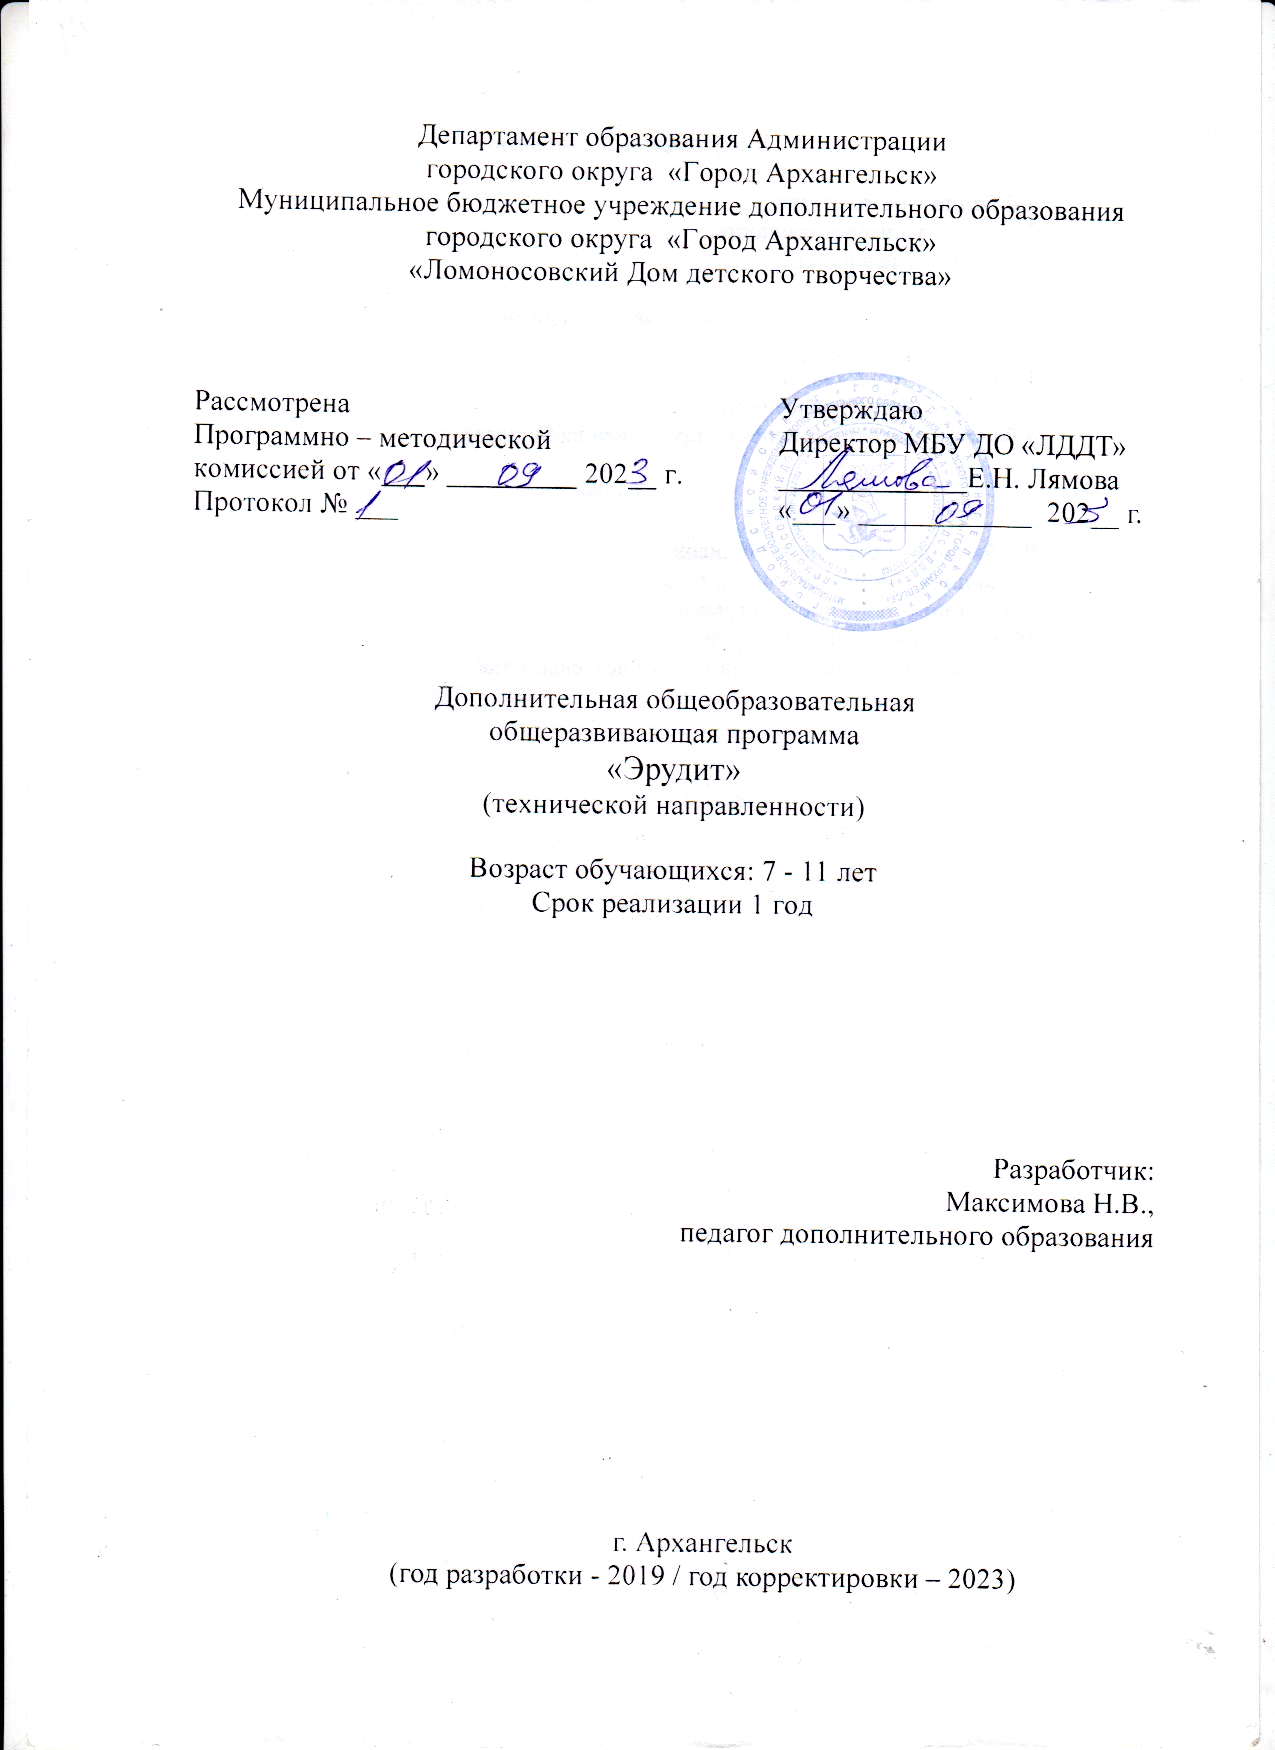 Департамент образования Администрации
городского округа «Город Архангельск»
Муниципальное бюджетное учреждение дополнительного образования
городского округа «Город Архангельск»
«Ломоносовский Дом детского творчества»
Рассмотрена
Программно – методической
комиссией от «01» 09 2023 г.
Протокол № 1
Утверждаю
Директор МБУ ДО «ЛДДТ»
Лямова Е.Н. Лямова
«01» 09 202 г.
Дополнительная общеобразовательная
общеразвивающая программа
«Эрудит»
(технической направленности)
Возраст обучающихся: 7 - 11 лет
Срок реализации 1 год
Разработчик:
Максимова Н.В.,
педагог дополнительного образования
г. Архангельск
(год разработки - 2019 / год корректировки – 2023)